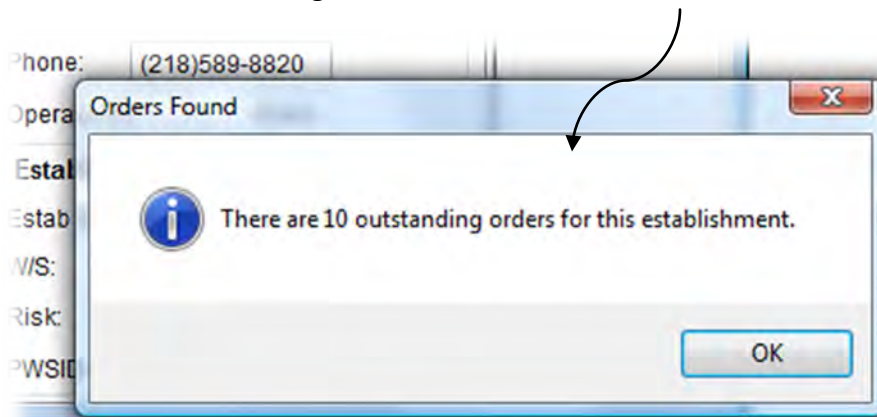 Phone: (218)589-8820
Orders Found
There are 10 outstanding orders for this establishment.
W/S:
Risk:
OK